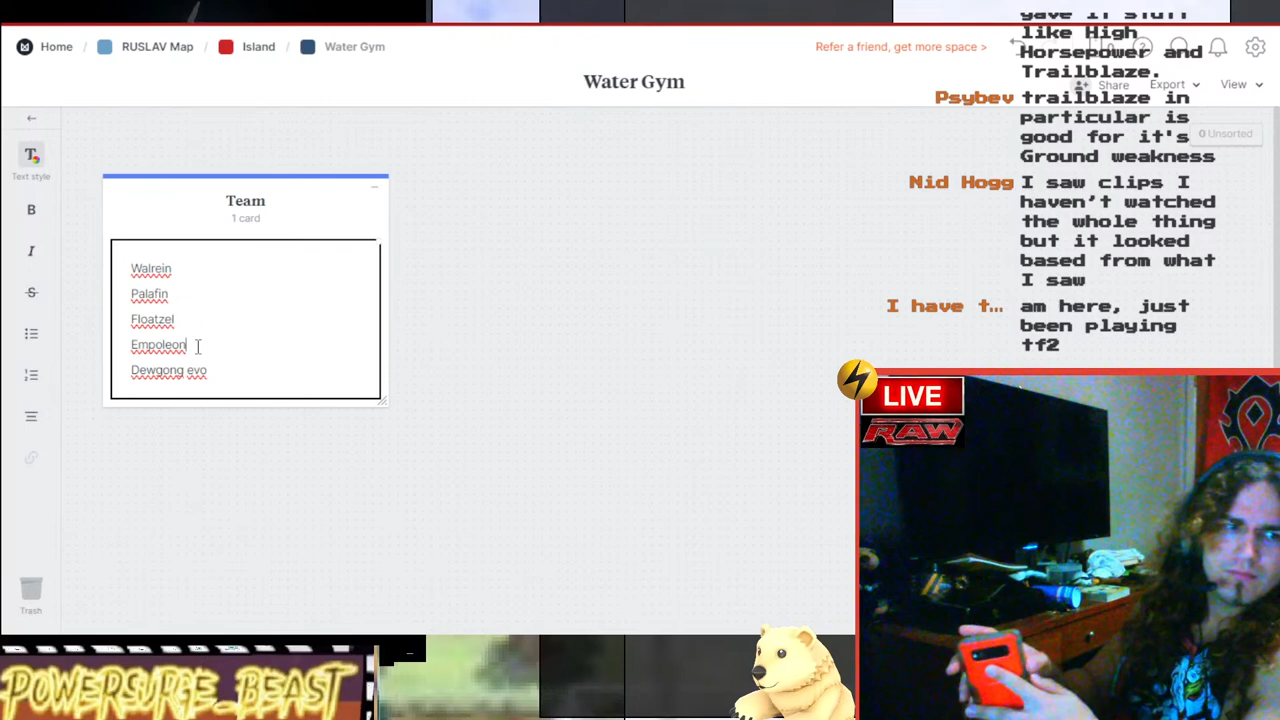 Home / RUSLAV Map / Island / Water Gym
Refer a friend, get more space >
Water Gym
Share
Export
View
0 Unsorted
Text style
B
I
S
Trash
Team
1 card
Walrein
Palafin
Floatzel
Empoleon
Dewgong evo
gave it stuff
like High
Horsepower and
Trailblaze.
Psybev trailblaze in
particular is
good for it's
Ground weakness
Nid Hogg I saw clips I
haven't watched
the whole thing
but it looked
based from what
I saw
I have t... am here, just
been playing
tf2
LIVE
RAW
POWERSURGE_BEAST